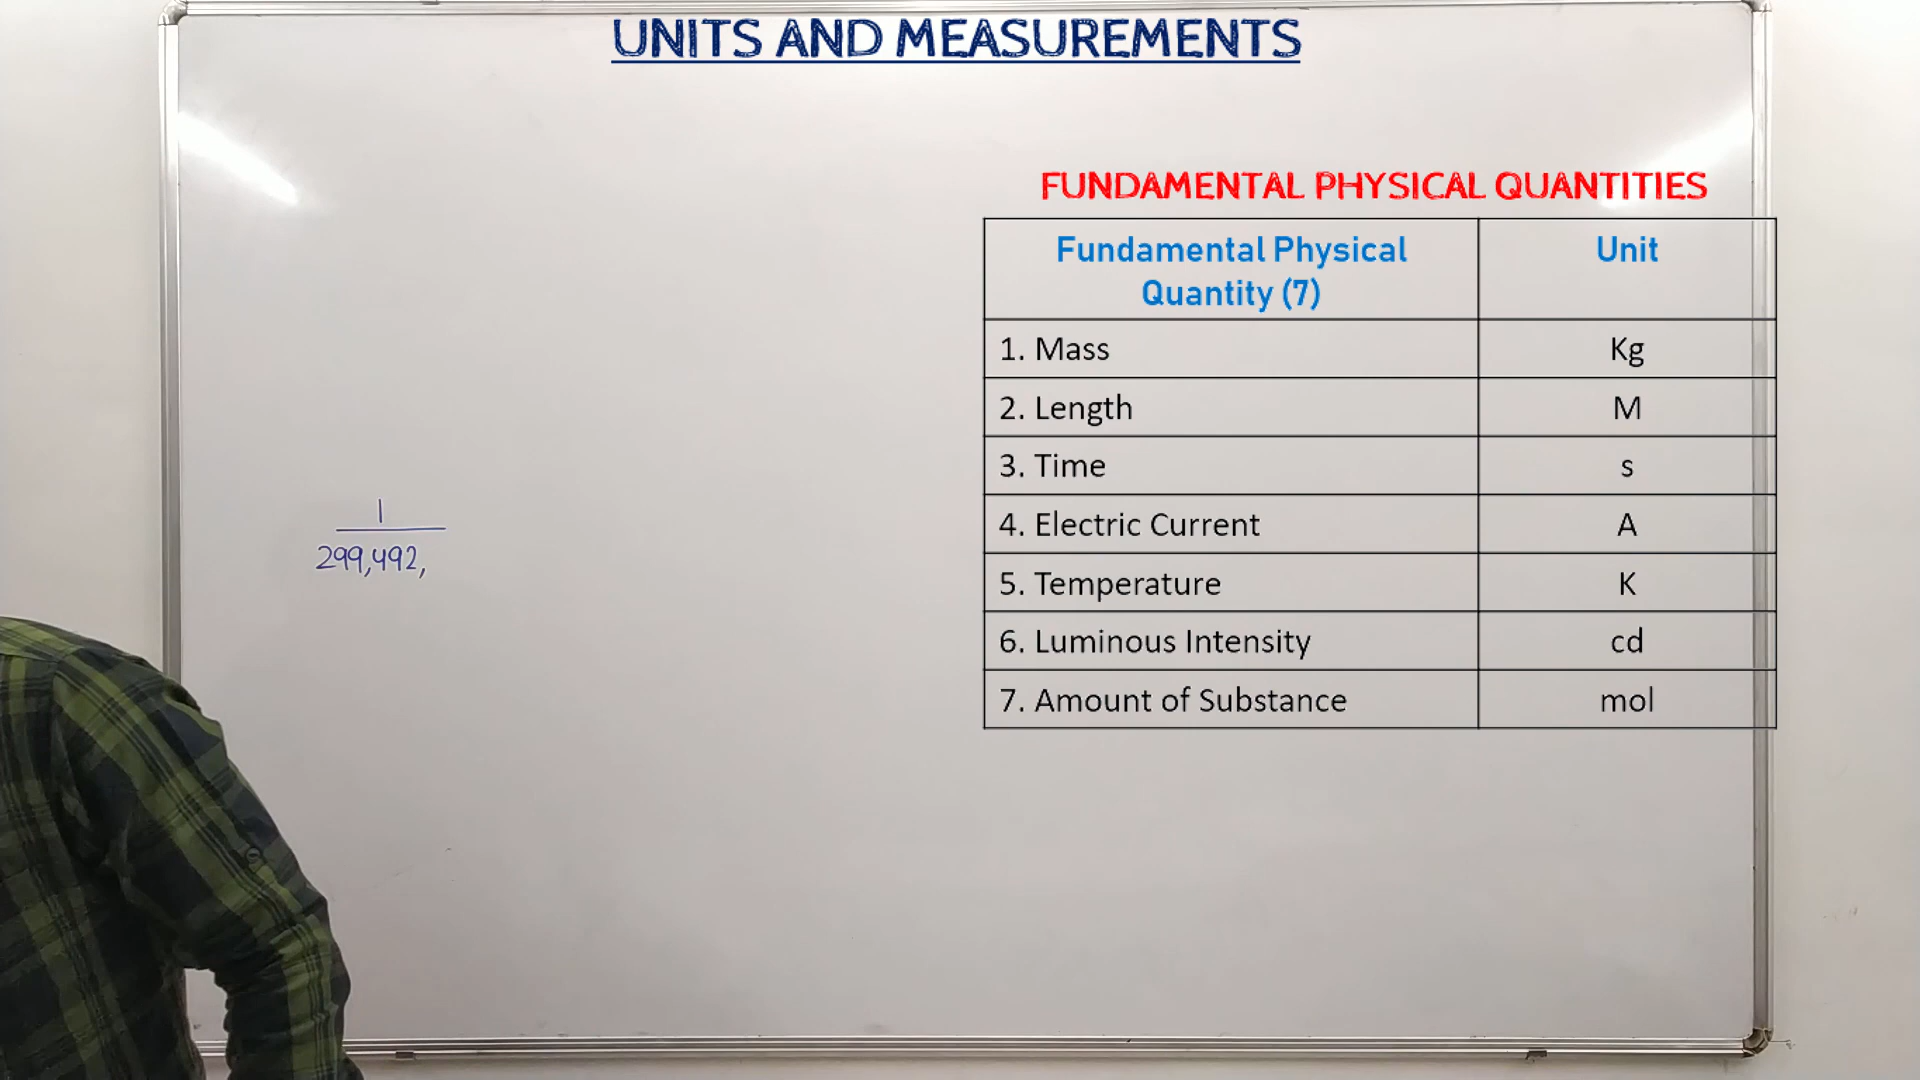 UNITS AND MEASUREMENTS
FUNDAMENTAL PHYSICAL QUANTITIES
Fundamental Physical Quantity (7) Unit
1. Mass Kg
2. Length M
3. Time s
4. Electric Current A
5. Temperature K
6. Luminous Intensity cd
7. Amount of Substance mol
1
299,492,